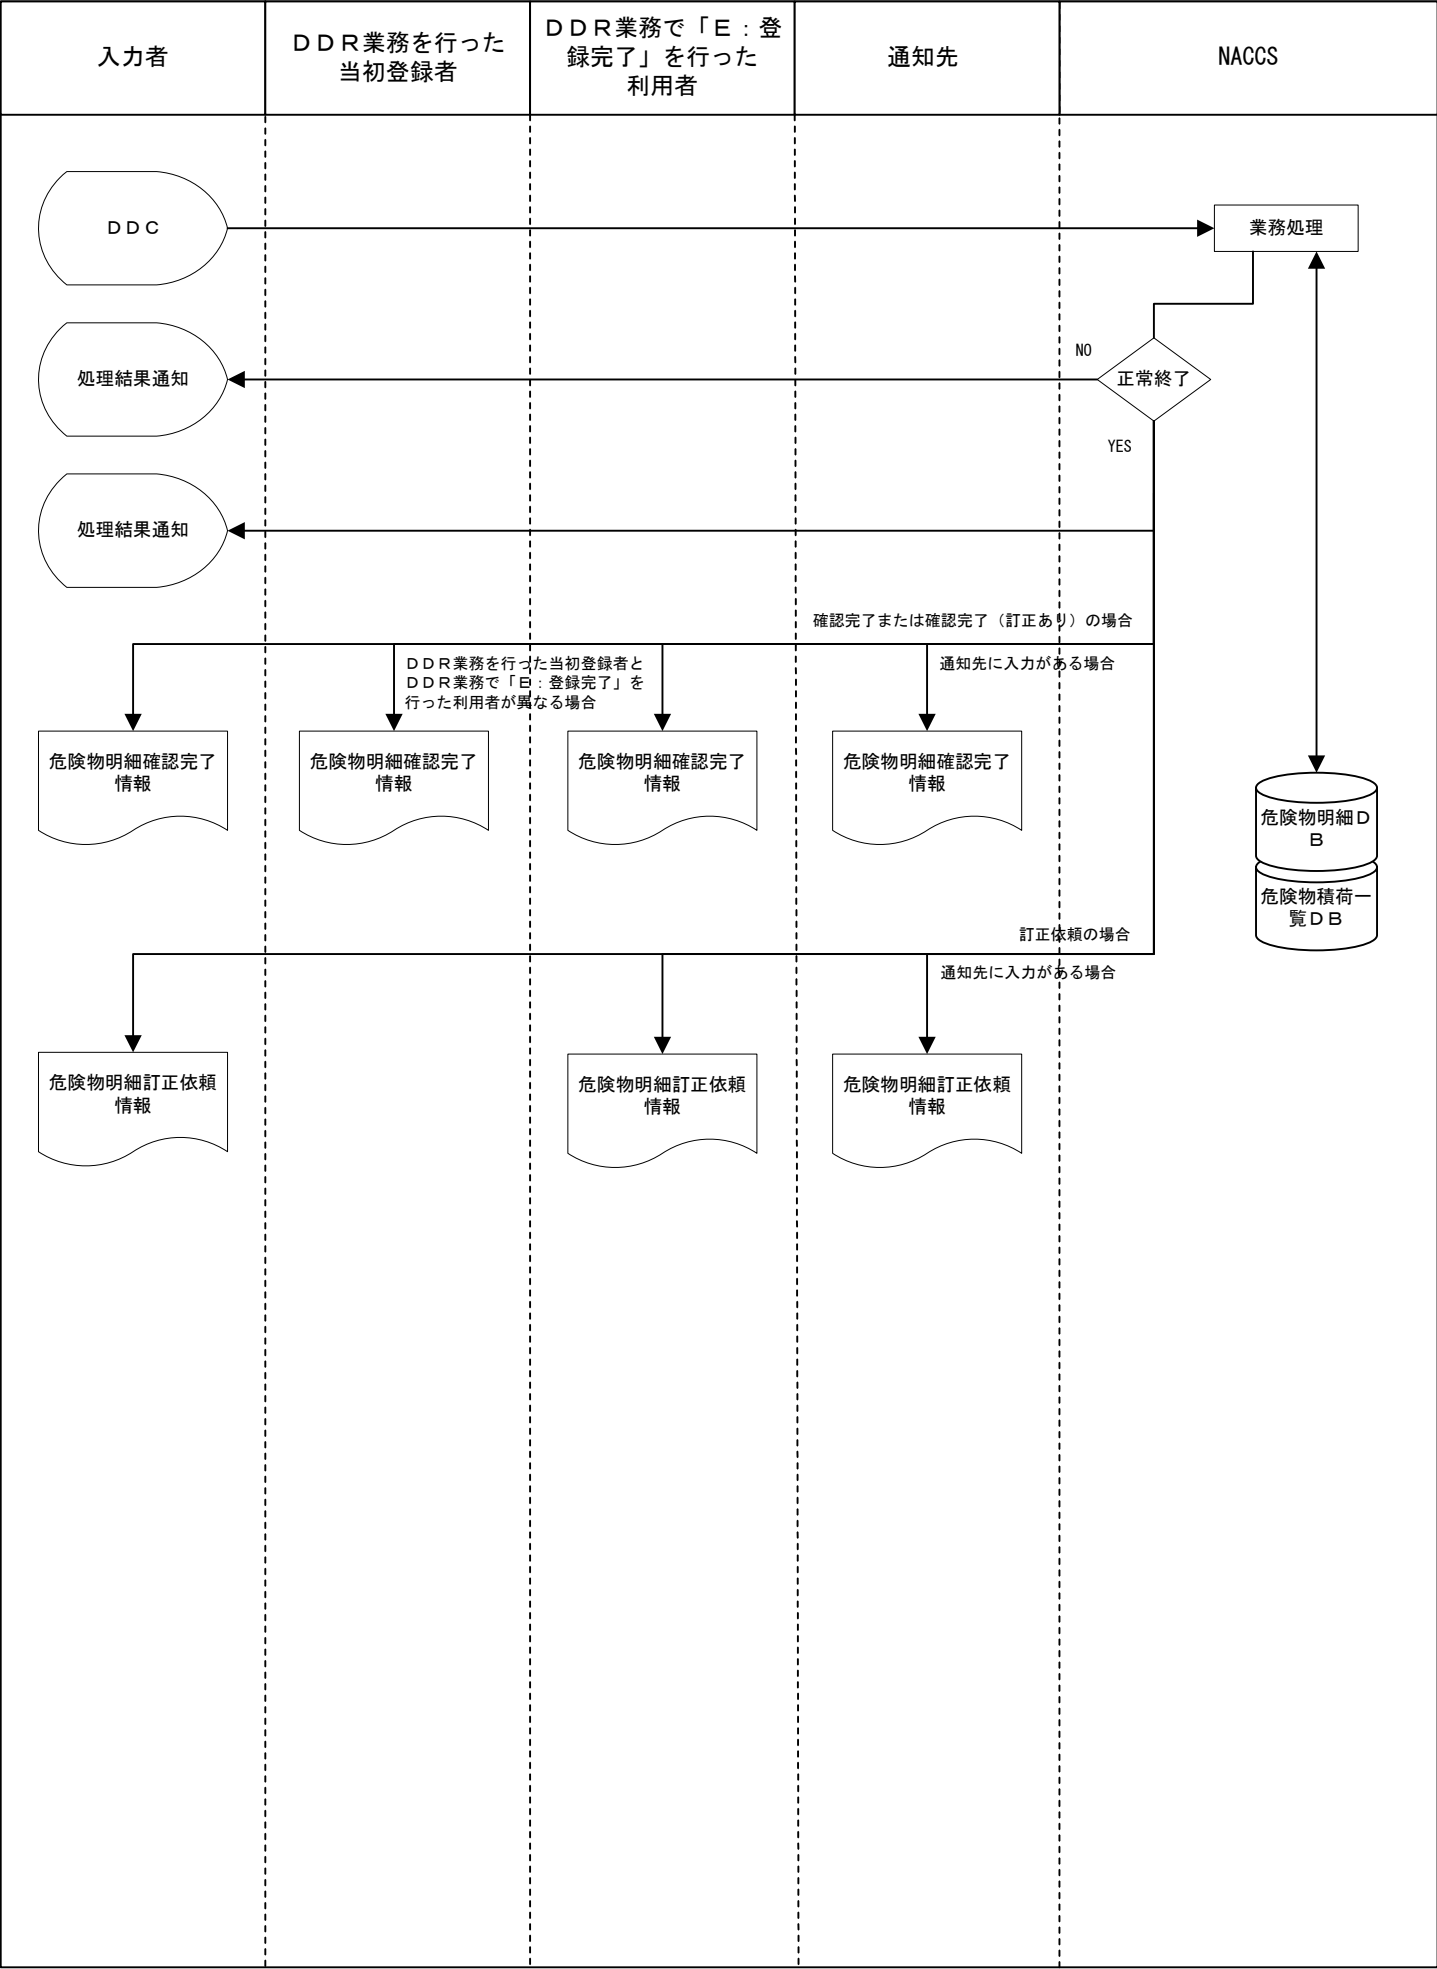 入力者
ＤＤＲ業務を行った
当初登録者
ＤＤＲ業務で「Ｅ：登
録完了」を行った
利用者
通知先
NACCS
ＤＤＣ
業務処理
NO
処理結果通知
正常終了
YES
処理結果通知
確認完了または確認完了（訂正あり）の場合
ＤＤＲ業務を行った当初登録者と
ＤＤＲ業務で「Ｅ：登録完了」を
行った利用者が異なる場合
通知先に入力がある場合
危険物明細確認完了
情報
危険物明細確認完了
情報
危険物明細確認完了
情報
危険物明細確認完了
情報
危険物明細Ｄ
Ｂ
危険物積荷一
覧ＤＢ
訂正依頼の場合
通知先に入力がある場合
危険物明細訂正依頼
情報
危険物明細訂正依頼
情報
危険物明細訂正依頼
情報